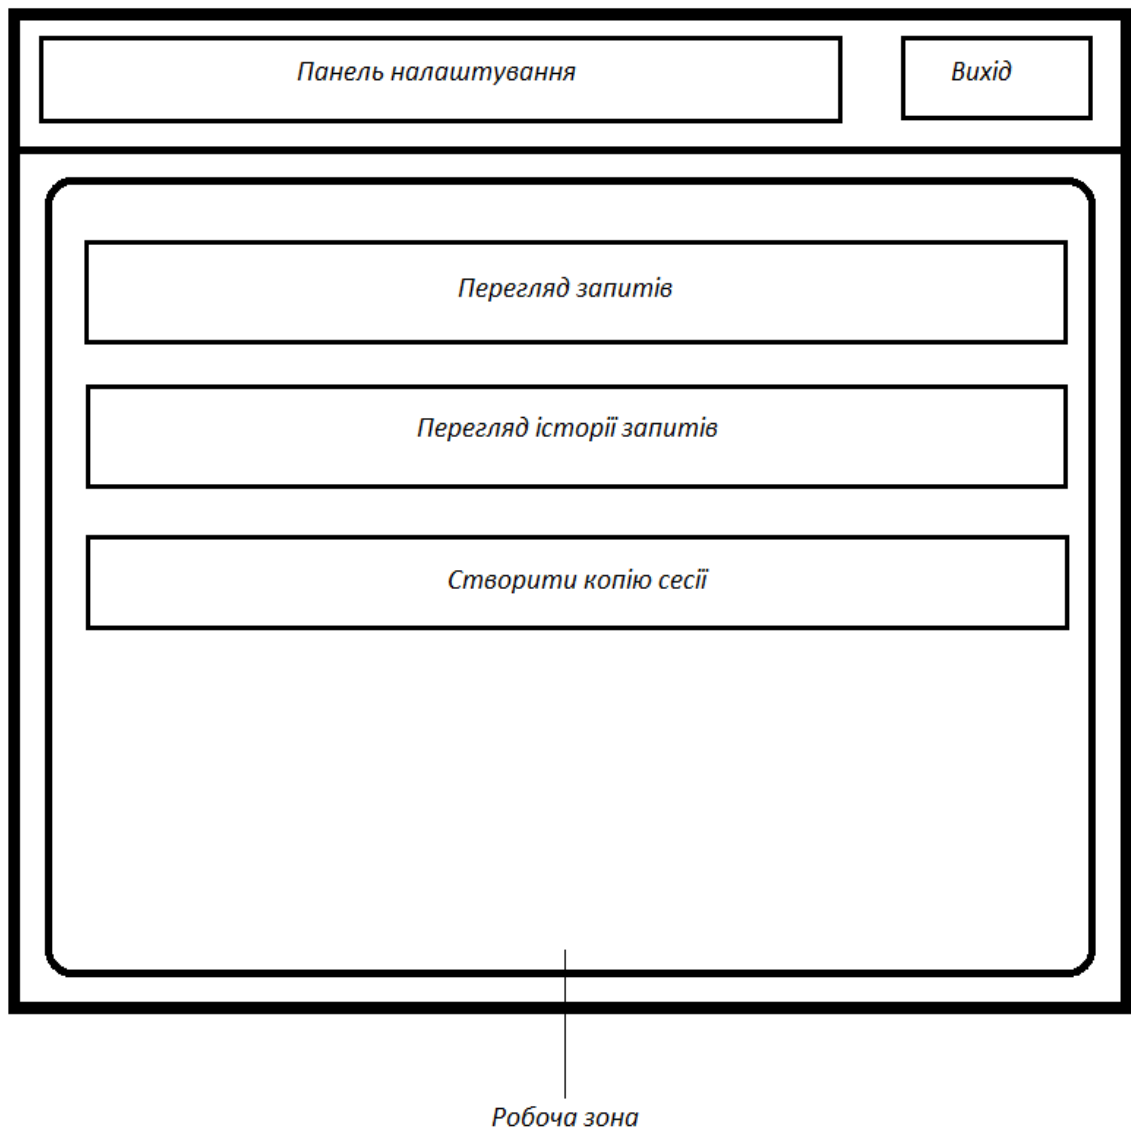 Панель налаштування
Вихід
Перегляд запитів
Перегляд історії запитів
Створити копію сесії
Робоча зона